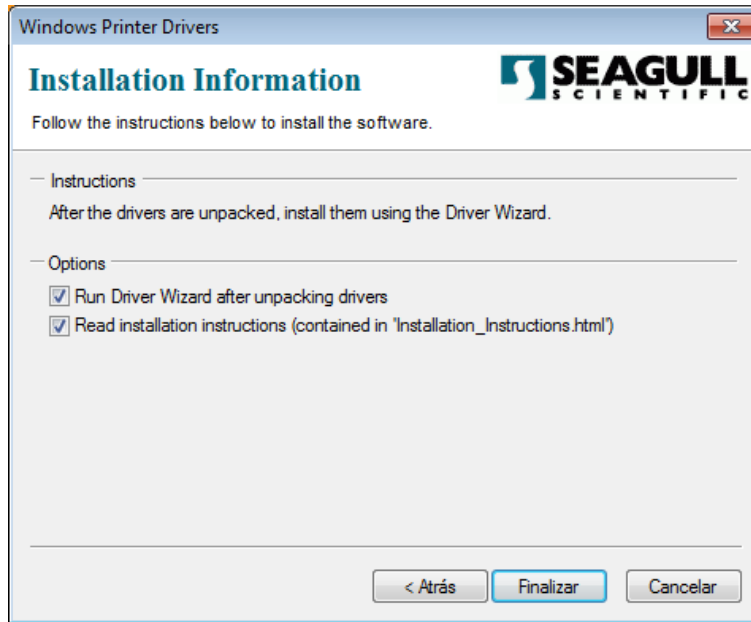 Windows Printer Drivers
Installation Information
SEAGULL
SCIENTIFIC
Follow the instructions below to install the software.
Instructions
After the drivers are unpacked, install them using the Driver Wizard.
Options
Run Driver Wizard after unpacking drivers
Read installation instructions (contained in 'Installation_Instructions.html')
< Atrás Finalizar Cancelar